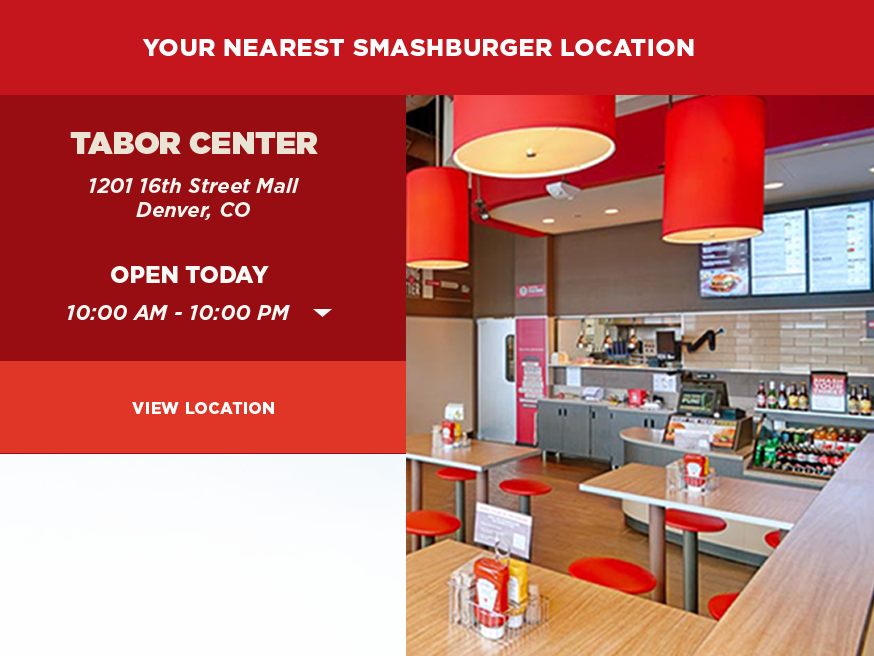 YOUR NEAREST SMASHBURGER LOCATION
TABOR CENTER
1201 16th Street Mall
Denver, CO
OPEN TODAY
10:00 AM - 10:00 PM
VIEW LOCATION